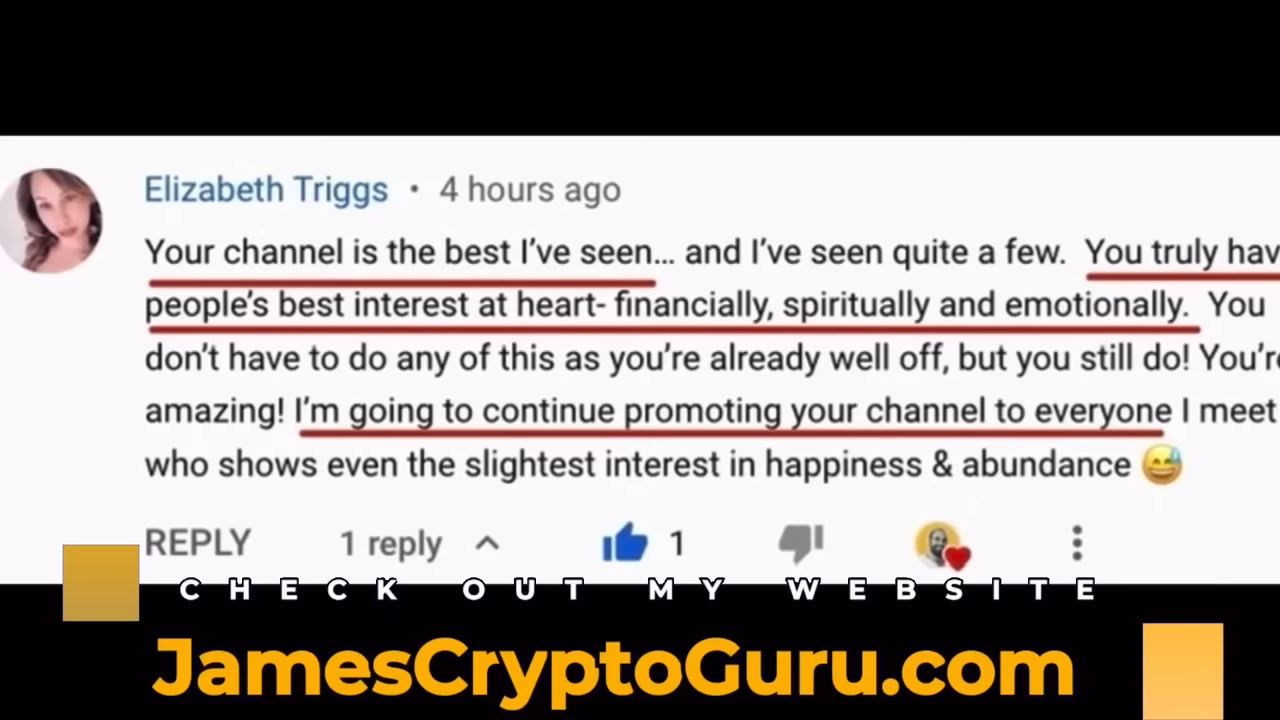 Elizabeth Triggs • 4 hours ago
Your channel is the best I've seen... and I've seen quite a few. You truly hav
people's best interest at heart- financially, spiritually and emotionally. You
don't have to do any of this as you're already well off, but you still do! You're
amazing! I'm going to continue promoting your channel to everyone I meet
who shows even the slightest interest in happiness & abundance 😅
REPLY 1 reply 1
CHECK OUT MY WEBSITE
JamesCryptoGuru.com